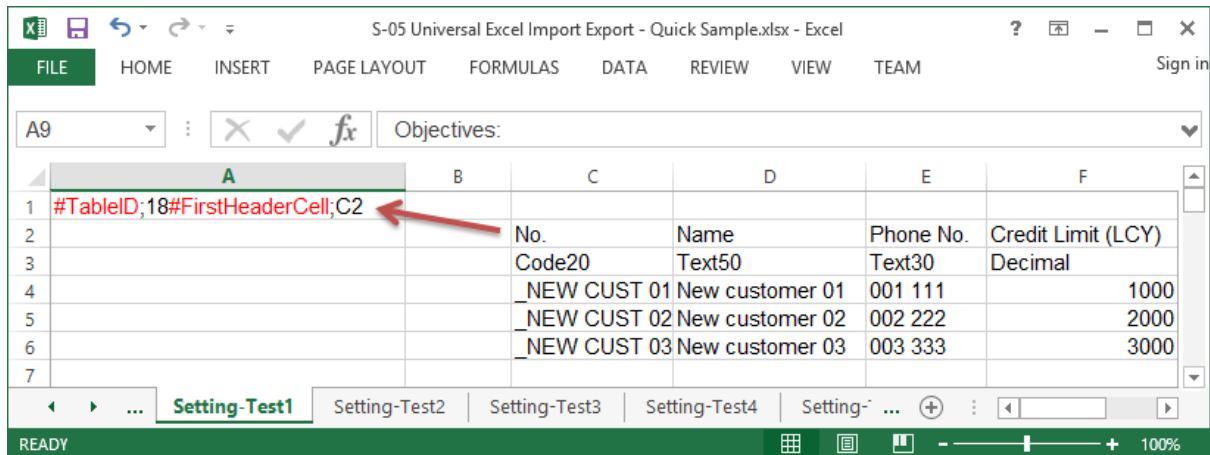 S-05 Universal Excel Import Export - Quick Sample.xlsx - Excel ?
FILE HOME INSERT PAGE LAYOUT FORMULAS DATA REVIEW VIEW TEAM Sign in
A9 fx Objectives:
A B C D E F
1 #TableID;18#FirstHeaderCell;C2
2 No. Name Phone No. Credit Limit (LCY)
3 Code20 Text50 Text30 Decimal
4 _NEW CUST 01 New customer 01 001 111 1000
5 _NEW CUST 02 New customer 02 002 222 2000
6 _NEW CUST 03 New customer 03 003 333 3000
7
... Setting-Test1 Setting-Test2 Setting-Test3 Setting-Test4 Setting- ...
READY 100%